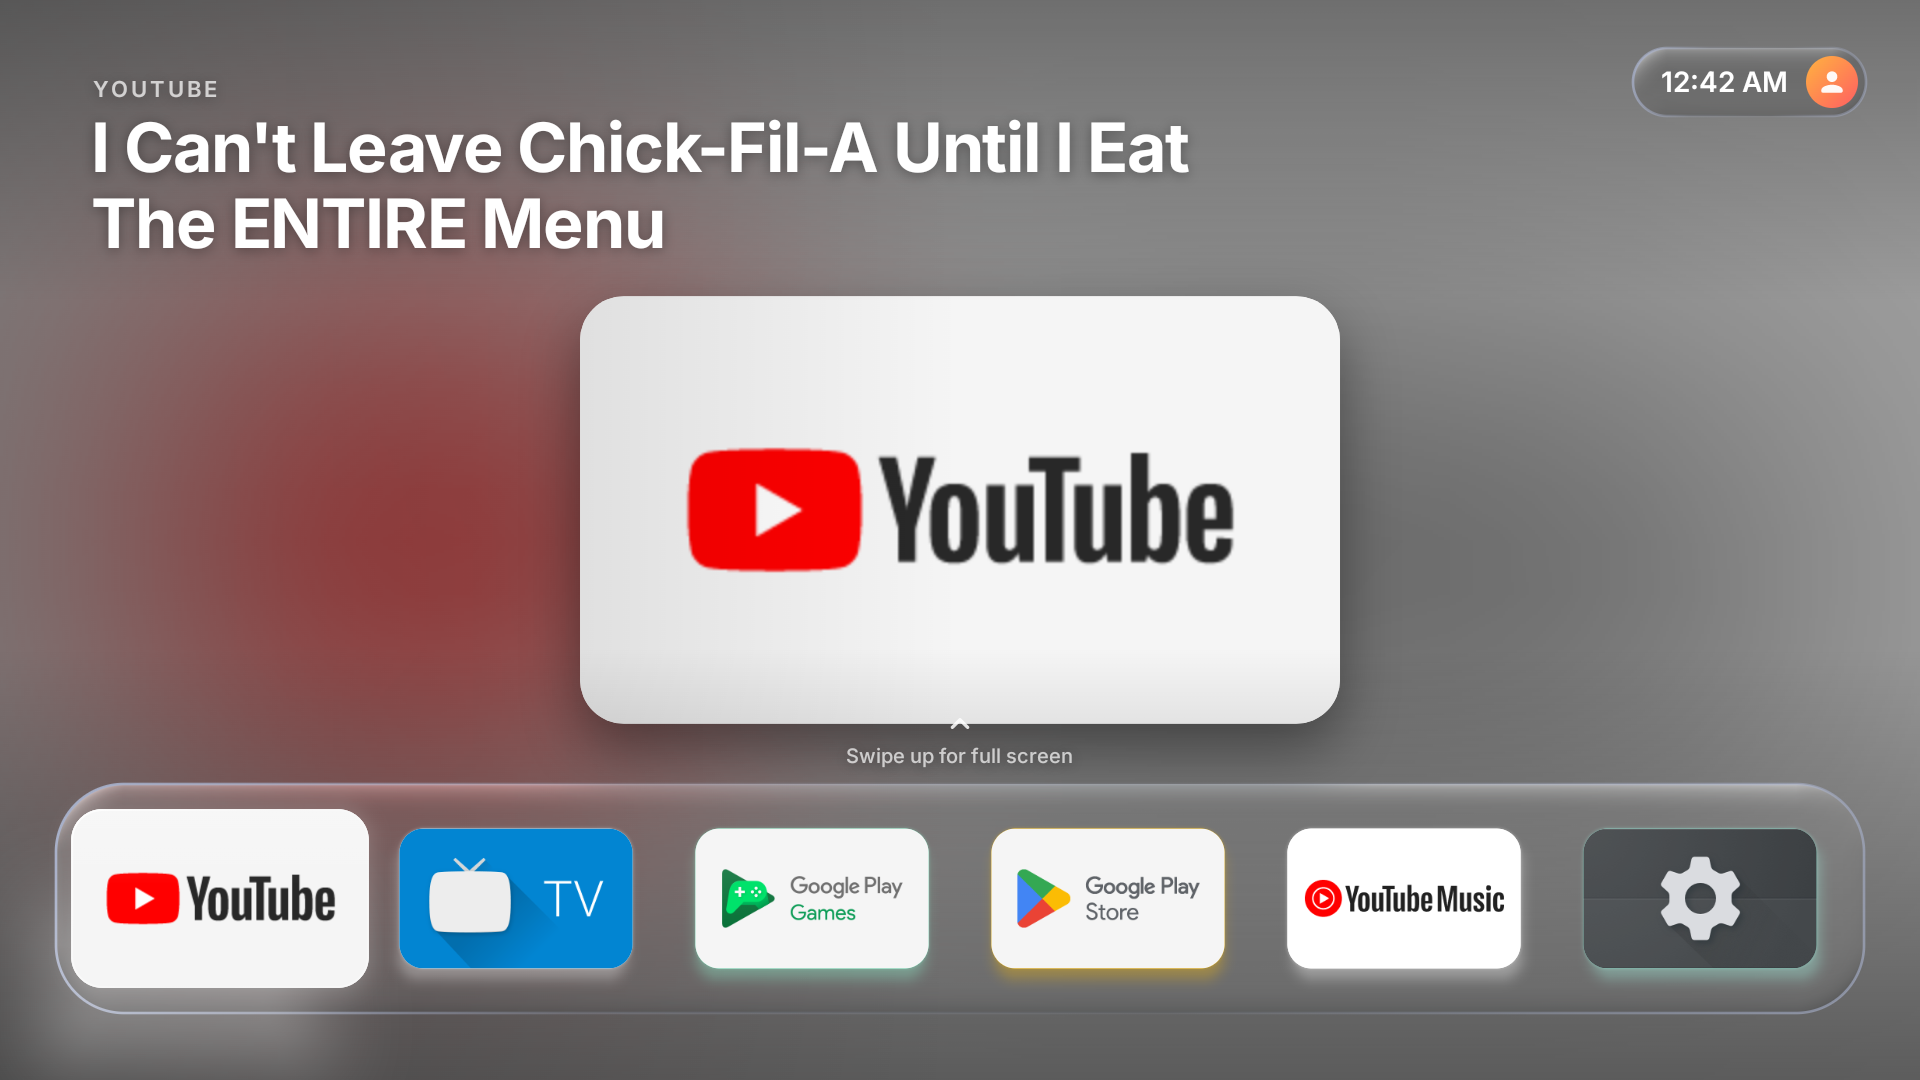 YOUTUBE
12:42 AM
I Can't Leave Chick-Fil-A Until I Eat
The ENTIRE Menu
YouTube
Swipe up for full screen
YouTube
TV
Google Play
Games
Google Play
Store
YouTube Music